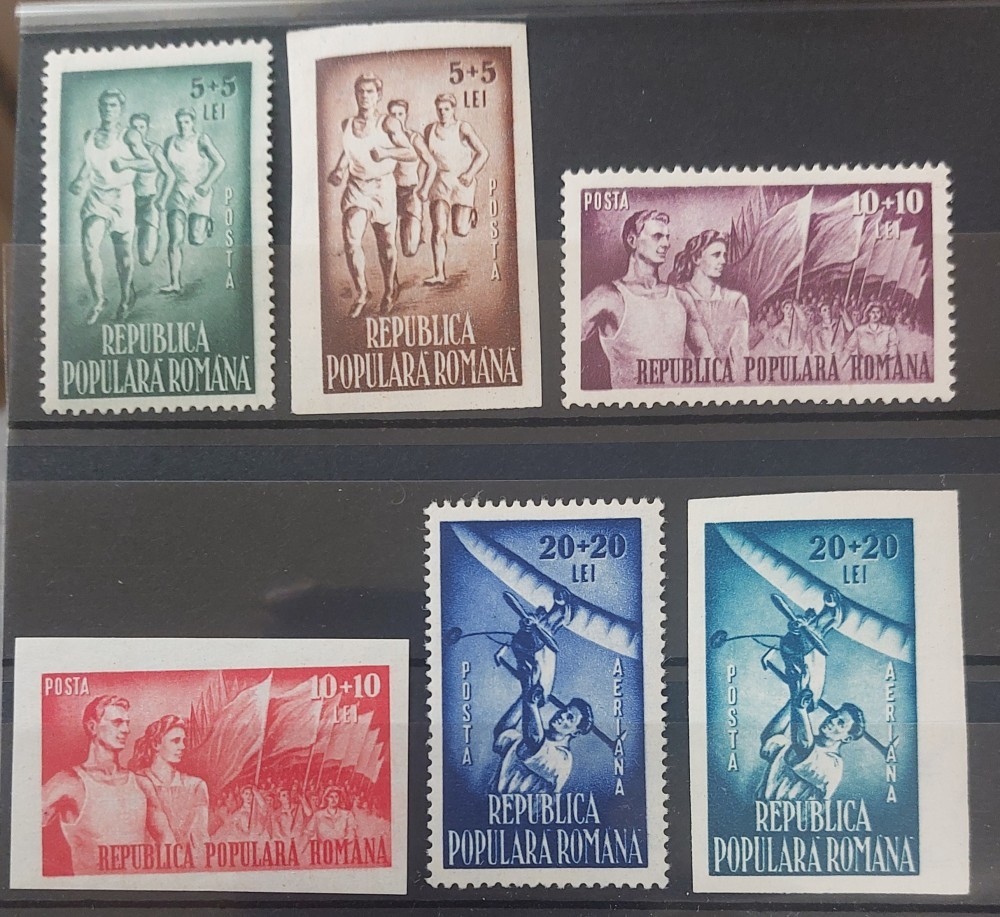 5+5
LEI
POSTA
REPUBLICA
POPULARĂ ROMÂNĂ
5+5
LEI
POSTA
REPUBLICA
POPULARĂ ROMÂNĂ
POSTA
10+10
LEI
REPUBLICA POPULARĂ ROMÂNĂ
POSTA
10+10
LEI
REPUBLICA POPULARĂ ROMÂNĂ
20+20
LEI
POSTA
AERIANĂ
REPUBLICA
POPULARĂ ROMÂNĂ
20+20
LEI
POSTA
AERIANĂ
REPUBLICA
POPULARĂ ROMÂNĂ